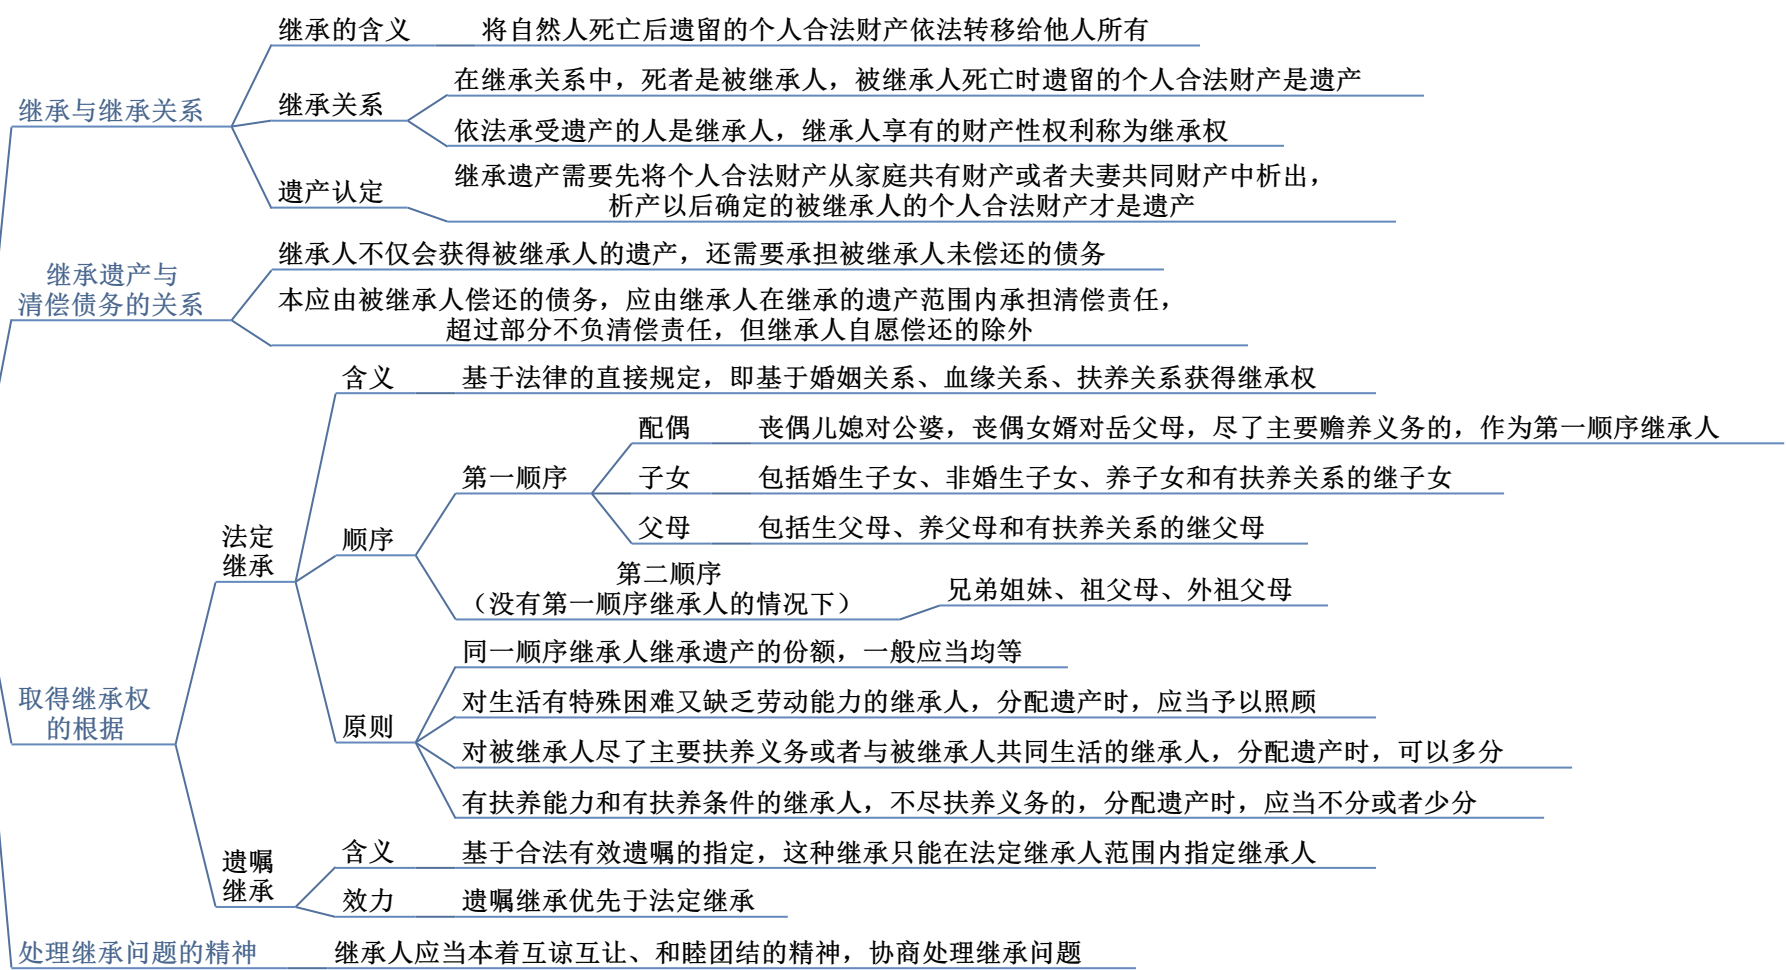 继承与继承关系
继承的含义
将自然人死亡后遗留的个人合法财产依法转移给他人所有
继承关系
在继承关系中，死者是被继承人，被继承人死亡时遗留的个人合法财产是遗产
依法承受遗产的人是继承人，继承人享有的财产性权利称为继承权
遗产认定
继承遗产需要先将个人合法财产从家庭共有财产或者夫妻共同财产中析出，
析产以后确定的被继承人的个人合法财产才是遗产
继承遗产与
清偿债务的关系
继承人不仅会获得被继承人的遗产，还需要承担被继承人未偿还的债务
本应由被继承人偿还的债务，应由继承人在继承的遗产范围内承担清偿责任，
超过部分不负清偿责任，但继承人自愿偿还的除外
取得继承权
的根据
法定
继承
含义
基于法律的直接规定，即基于婚姻关系、血缘关系、扶养关系获得继承权
顺序
第一顺序
配偶
丧偶儿媳对公婆，丧偶女婿对岳父母，尽了主要赡养义务的，作为第一顺序继承人
子女
包括婚生子女、非婚生子女、养子女和有扶养关系的继子女
父母
包括生父母、养父母和有扶养关系的继父母
第二顺序
（没有第一顺序继承人的情况下）
兄弟姐妹、祖父母、外祖父母
原则
同一顺序继承人继承遗产的份额，一般应当均等
对生活有特殊困难又缺乏劳动能力的继承人，分配遗产时，应当予以照顾
对被继承人尽了主要扶养义务或者与被继承人共同生活的继承人，分配遗产时，可以多分
有扶养能力和有扶养条件的继承人，不尽扶养义务的，分配遗产时，应当不分或者少分
遗嘱
继承
含义
基于合法有效遗嘱的指定，这种继承只能在法定继承人范围内指定继承人
效力
遗嘱继承优先于法定继承
处理继承问题的精神
继承人应当本着互谅互让、和睦团结的精神，协商处理继承问题